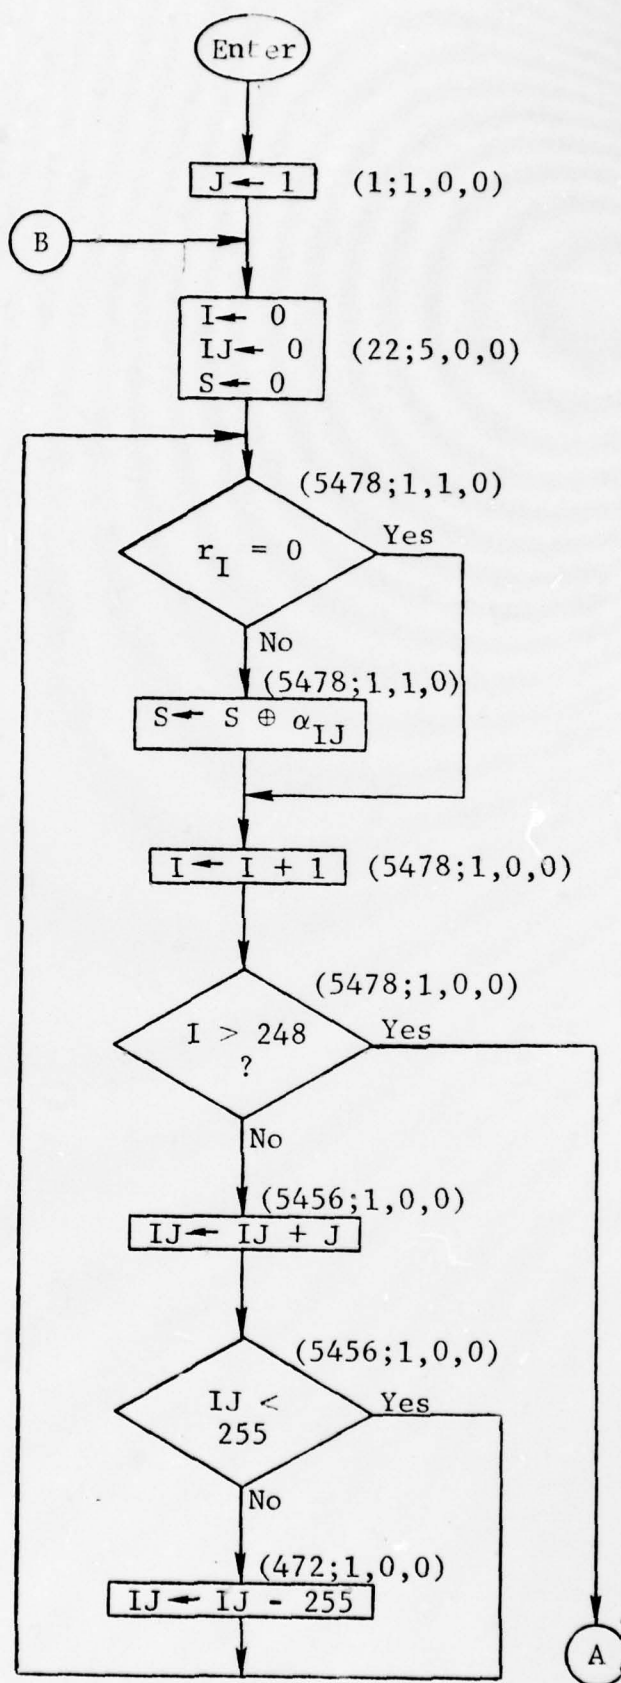 Enter
J ← 1 (1;1,0,0)
B
I ← 0
IJ ← 0 (22;5,0,0)
S ← 0
(5478;1,1,0)
r_I = 0
Yes
No
(5478;1,1,0)
S ← S ⊕ α_IJ
I ← I + 1 (5478;1,0,0)
(5478;1,0,0)
I > 248
?
Yes
No
(5456;1,0,0)
IJ ← IJ + J
(5456;1,0,0)
IJ <
255
Yes
No
(472;1,0,0)
IJ ← IJ - 255
A